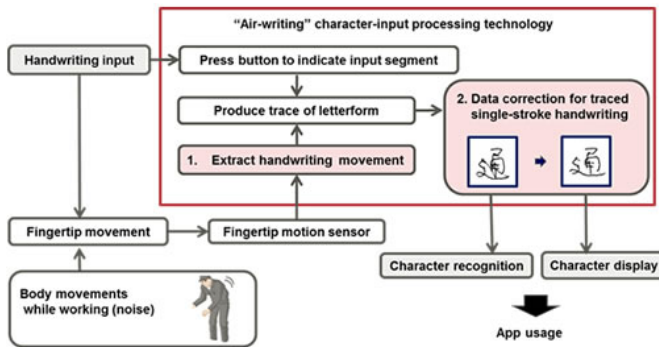 “Air-writing” character-input processing technology
Handwriting input
Press button to indicate input segment
Produce trace of letterform
2. Data correction for traced
single-stroke handwriting
1. Extract handwriting movement
Fingertip movement
Fingertip motion sensor
Character recognition
Character display
Body movements
while working (noise)
App usage